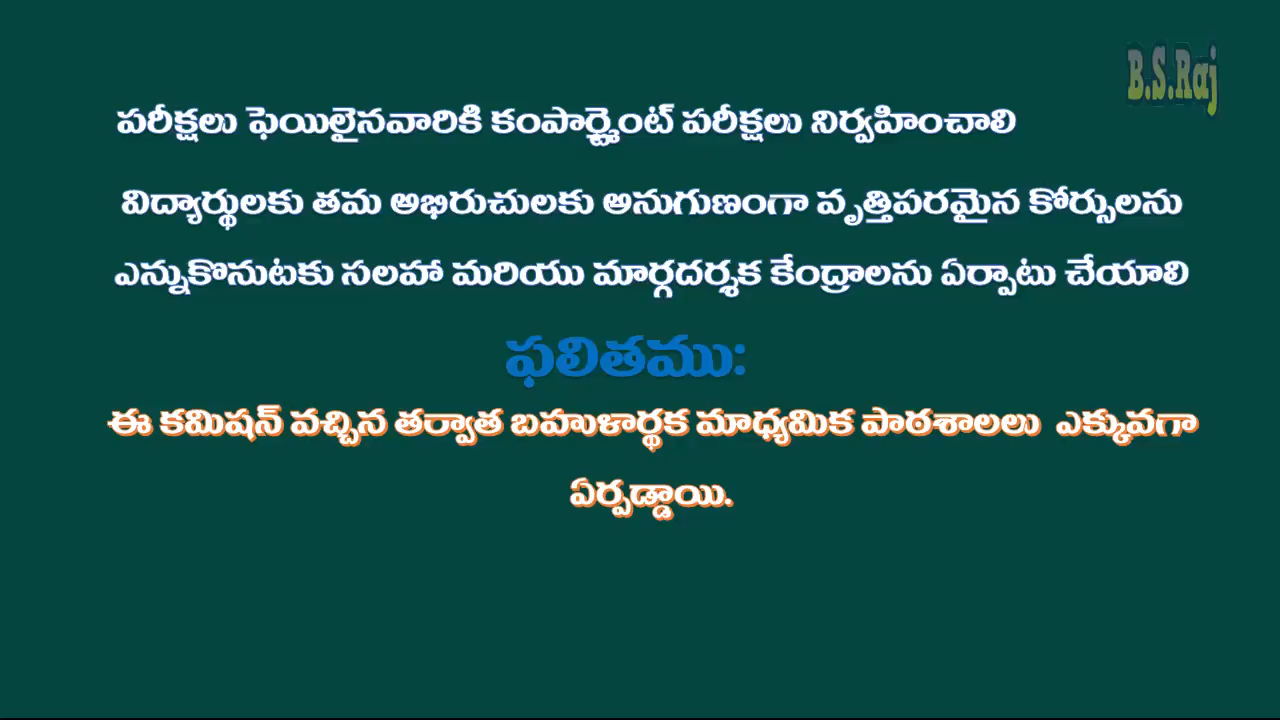 B.S.Raj
పరీక్షలు ఫెయిలైనవారికి కంపార్ట్మెంట్ పరీక్షలు నిర్వహించాలి
విద్యార్థులకు తమ అభిరుచులకు అనుగుణంగా వృత్తిపరమైన కోర్సులను
ఎన్నుకొనుటకు సలహా మరియు మార్గదర్శక కేంద్రాలను ఏర్పాటు చేయాలి
ఫలితము:
ఈ కమిషన్ వచ్చిన తర్వాత బహుళార్థక మాధ్యమిక పాఠశాలలు ఎక్కువగా
ఏర్పడ్డాయి.